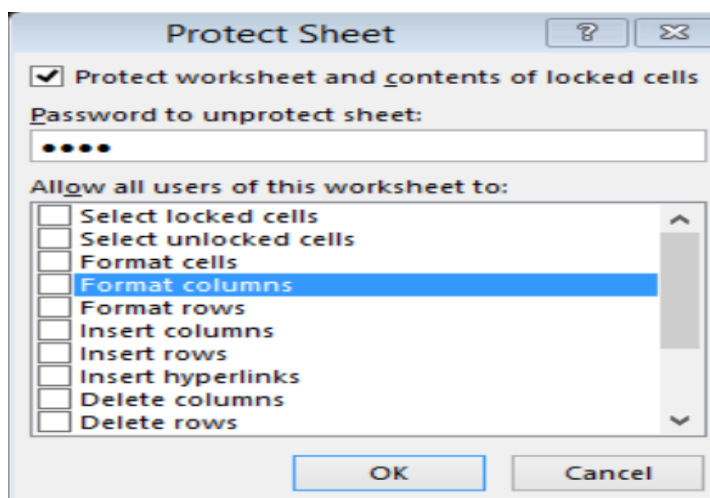 Protect Sheet
Protect worksheet and contents of locked cells
Password to unprotect sheet:
••••
Allow all users of this worksheet to:
Select locked cells
Select unlocked cells
Format cells
Format columns
Format rows
Insert columns
Insert rows
Insert hyperlinks
Delete columns
Delete rows
OK Cancel